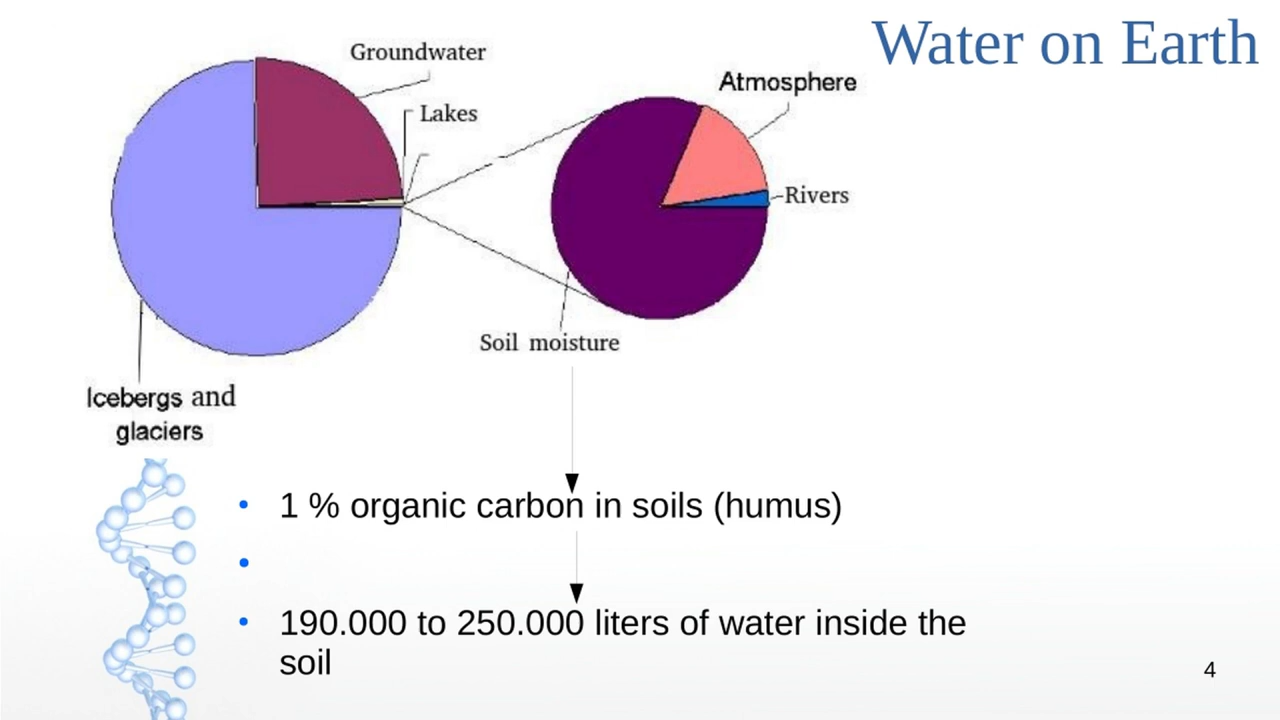 Water on Earth
Groundwater
Atmosphere
Lakes
Rivers
Soil moisture
Icebergs and
glaciers
• 1 % organic carbon in soils (humus)
•
• 190.000 to 250.000 liters of water inside the
soil
4